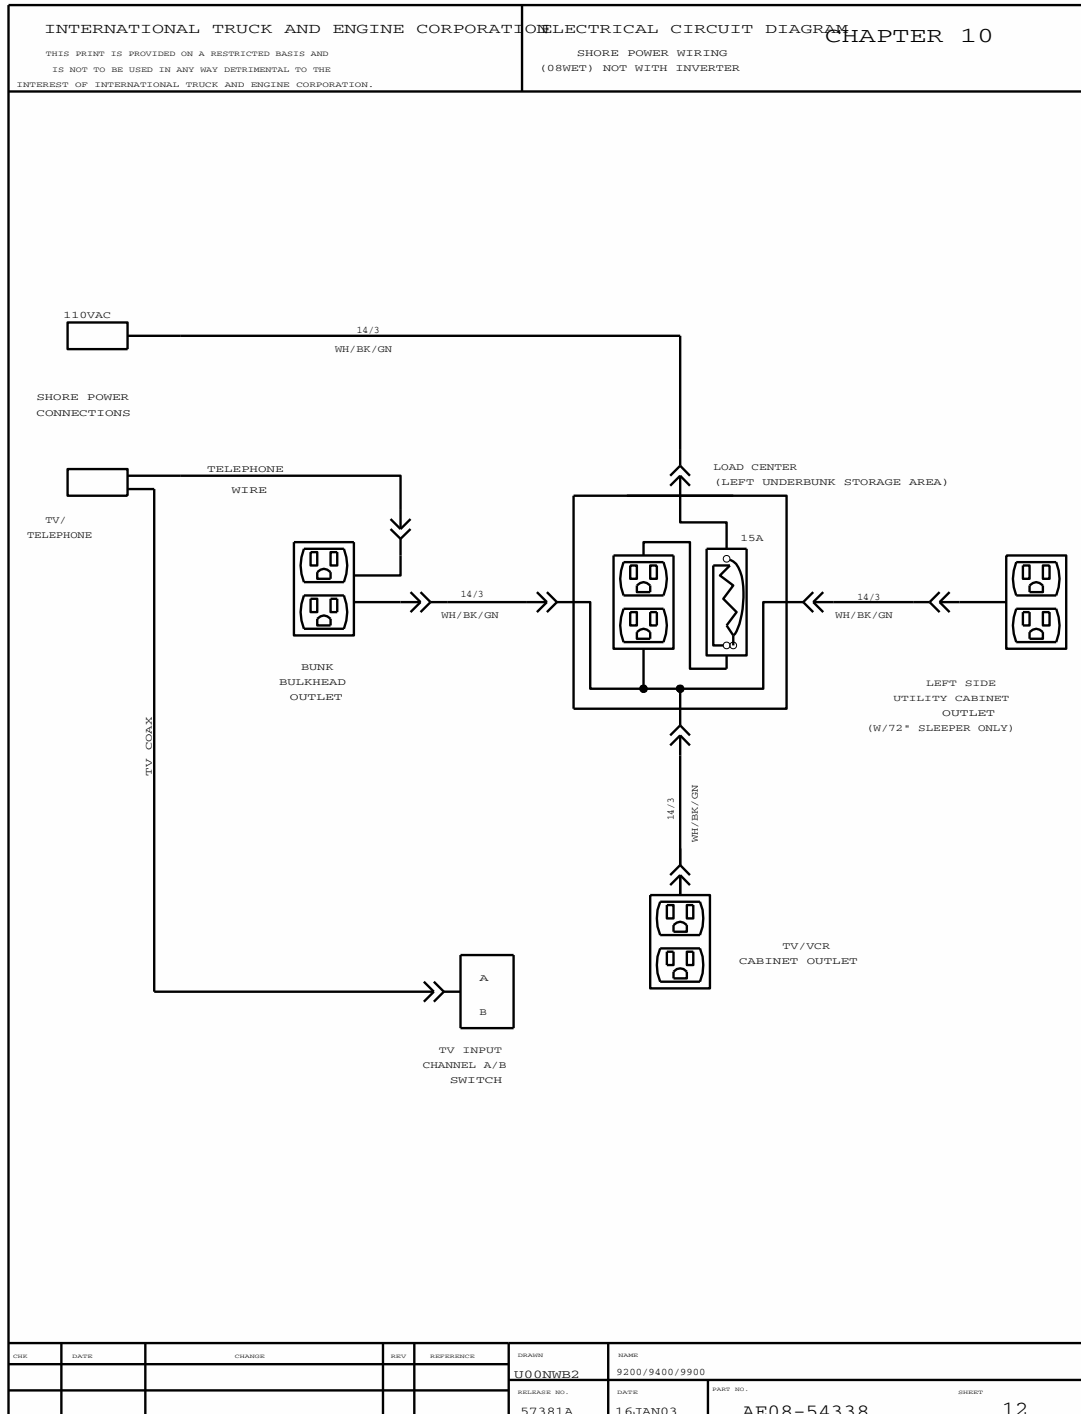 INTERNATIONAL TRUCK AND ENGINE CORPORATION
THIS PRINT IS PROVIDED ON A RESTRICTED BASIS AND
IS NOT TO BE USED IN ANY WAY DETRIMENTAL TO THE
INTEREST OF INTERNATIONAL TRUCK AND ENGINE CORPORATION.
ELECTRICAL CIRCUIT DIAGRAM
SHORE POWER WIRING
(08WET) NOT WITH INVERTER
CHAPTER 10
110VAC
14/3
WH/BK/GN
SHORE POWER
CONNECTIONS
TELEPHONE
WIRE
TV/
TELEPHONE
LOAD CENTER
(LEFT UNDERBUNK STORAGE AREA)
15A
14/3
WH/BK/GN
14/3
WH/BK/GN
BUNK
BULKHEAD
OUTLET
LEFT SIDE
UTILITY CABINET
OUTLET
(W/72" SLEEPER ONLY)
TV COAX
14/3
WH/BK/GN
TV/VCR
CABINET OUTLET
A
B
TV INPUT
CHANNEL A/B
SWITCH
CHK DATE CHANGE REV REFERENCE
DRAWN
U00NWB2
NAME
9200/9400/9900
RELEASE NO.
57381A
DATE
16JAN03
PART NO.
AE08-54338
SHEET
12